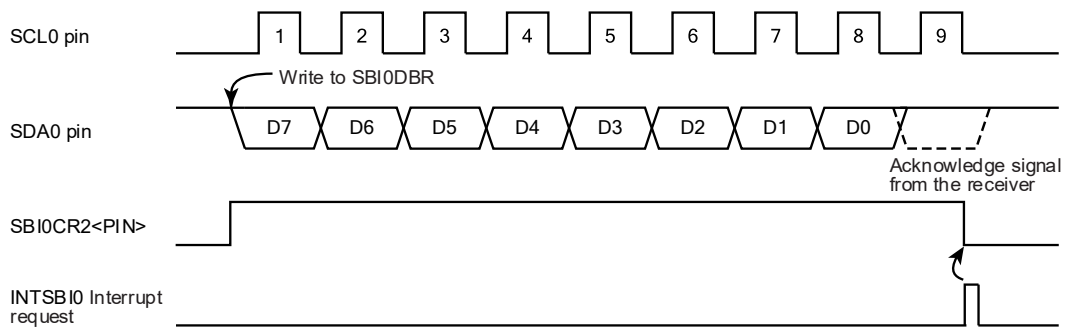 SCL0 pin
1 2 3 4 5 6 7 8 9
Write to SBI0DBR
SDA0 pin
D7 D6 D5 D4 D3 D2 D1 D0
Acknowledge signal
from the receiver
SBI0CR2<PIN>
INTSBI0 Interrupt
request